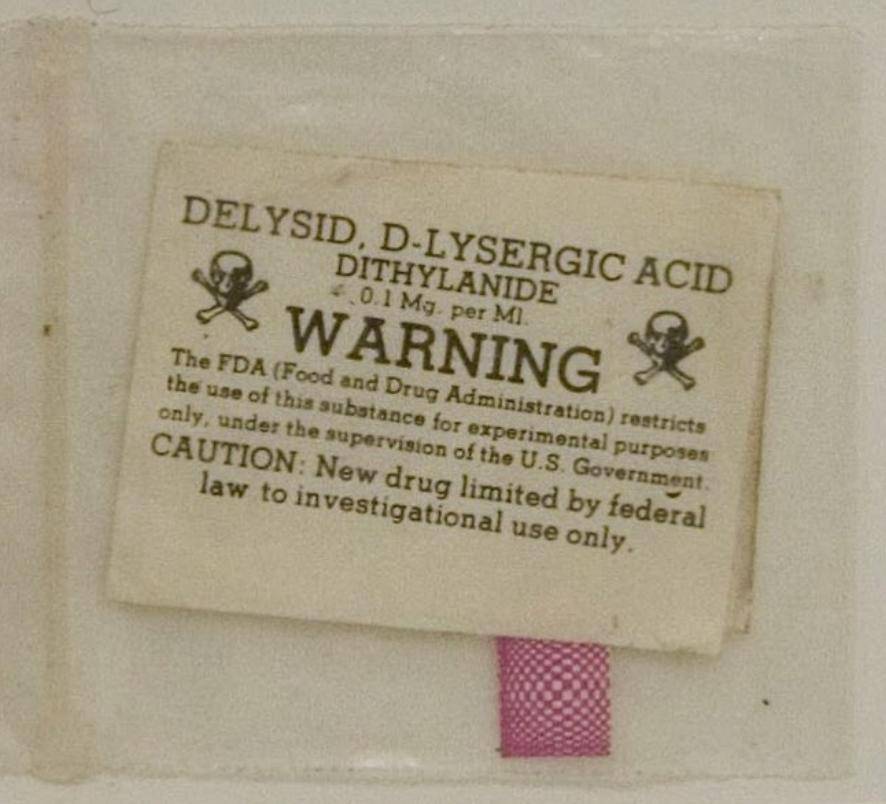 DELYSID, D-LYSERGIC ACID
DITHYLANIDE
0.1 Mg. per Ml.
WARNING
The FDA (Food and Drug Administration) restricts
the use of this substance for experimental purposes
only, under the supervision of the U.S. Government.
CAUTION: New drug limited by federal
law to investigational use only.